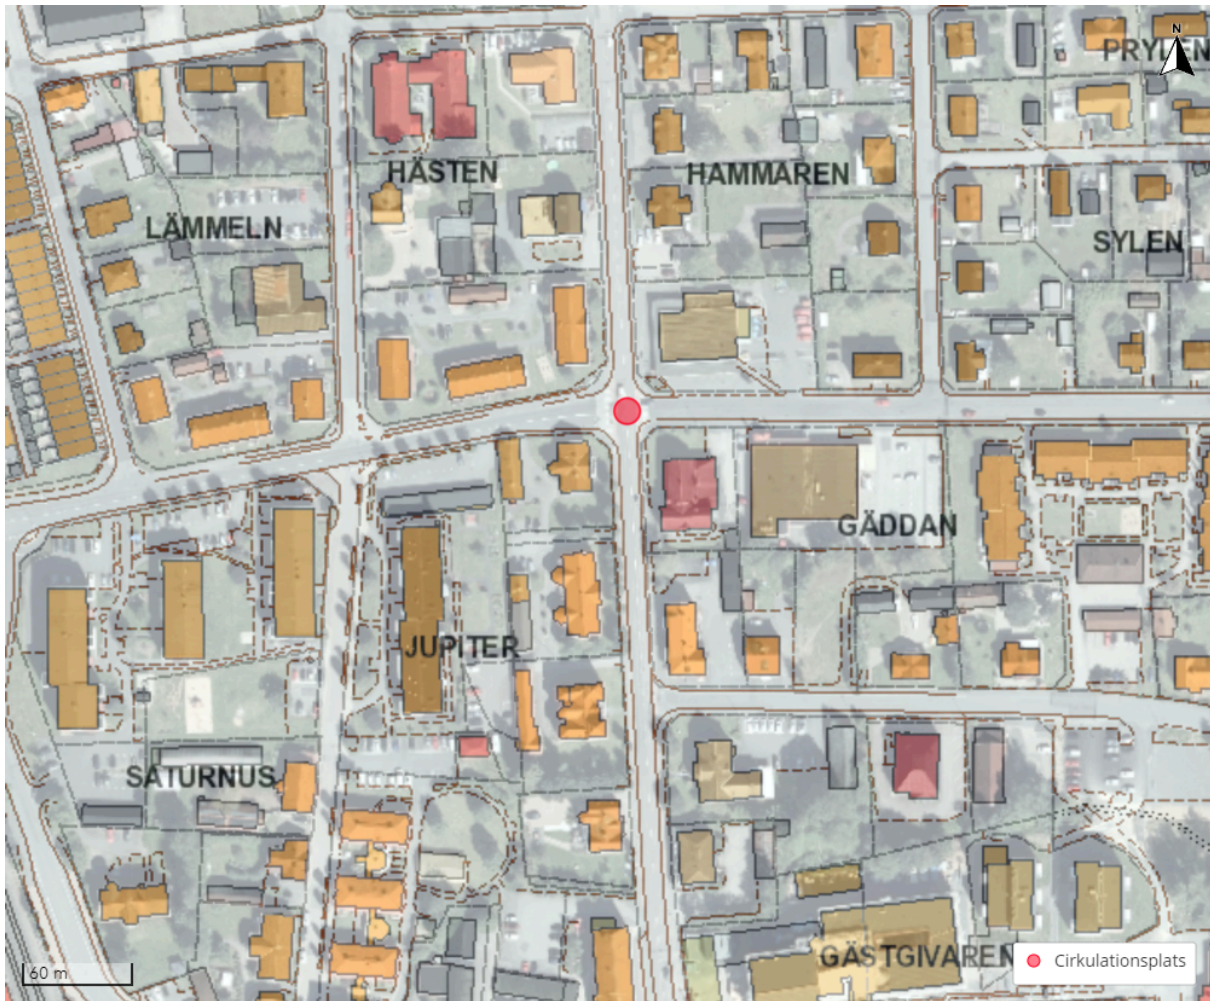 N
PRYLEN
HÄSTEN
HAMMAREN
LÄMMELN
SYLEN
GÄDDAN
JUPITER
SATURNUS
GÄSTGIVAREN
60 m
Cirkulationsplats